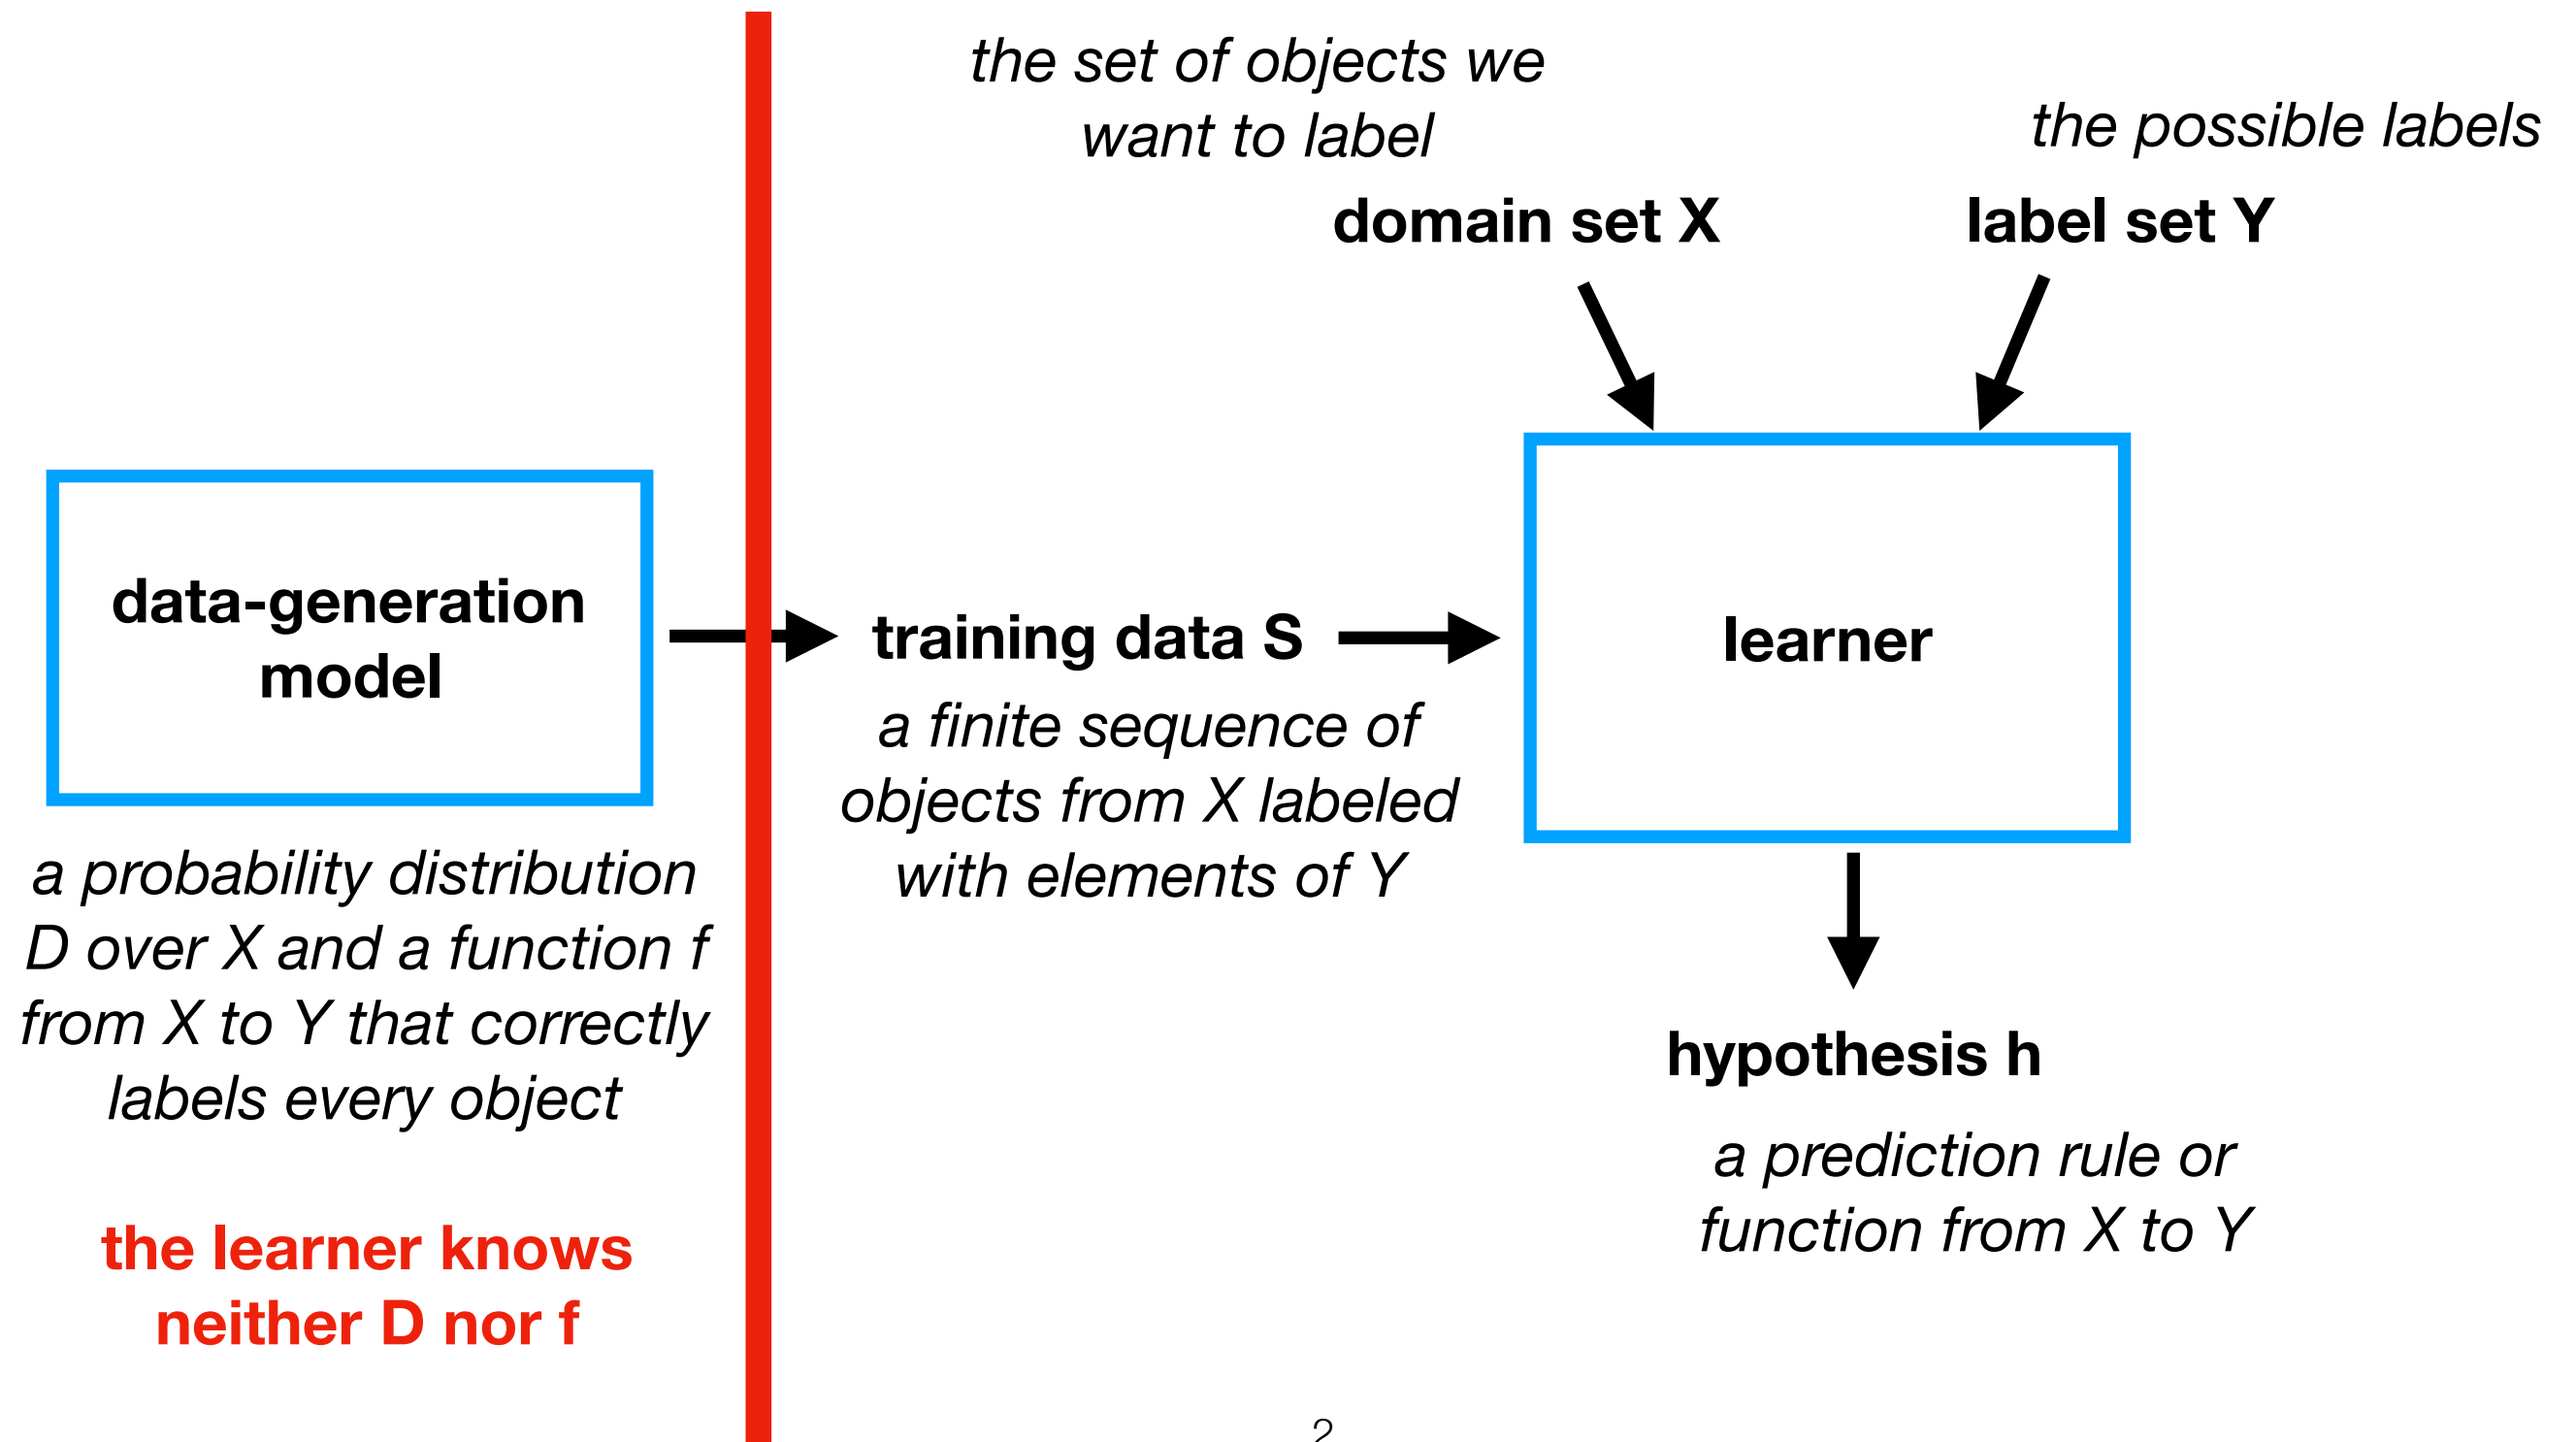 the set of objects we
want to label
the possible labels
domain set X
label set Y
data-generation
model
training data S
learner
a finite sequence of
objects from X labeled
with elements of Y
a probability distribution
D over X and a function f
from X to Y that correctly
labels every object
hypothesis h
a prediction rule or
function from X to Y
the learner knows
neither D nor f
2